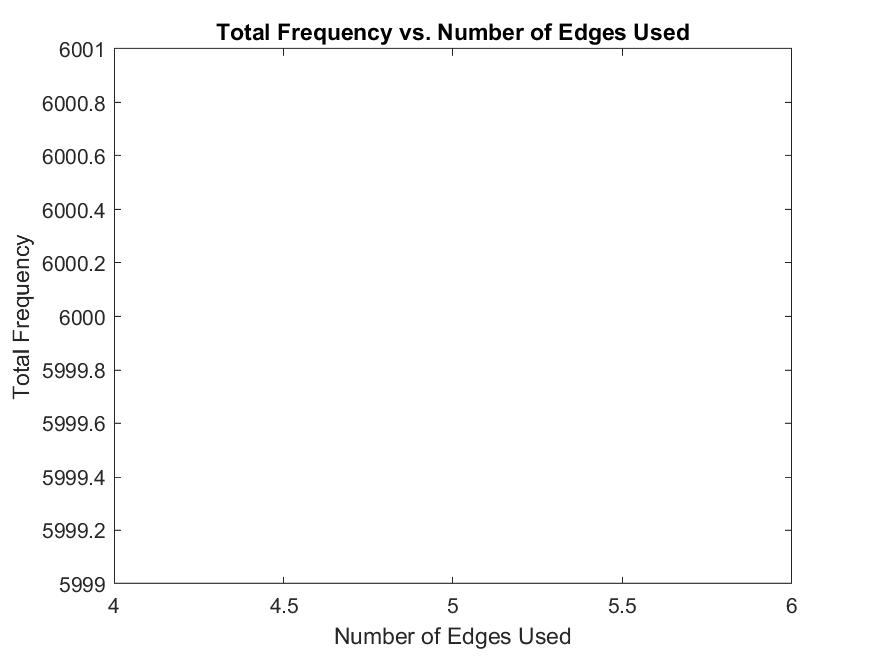 Total Frequency vs. Number of Edges Used
6001
6000.8
6000.6
6000.4
6000.2
6000
5999.8
5999.6
5999.4
5999.2
5999
Total Frequency
4 4.5 5 5.5 6
Number of Edges Used